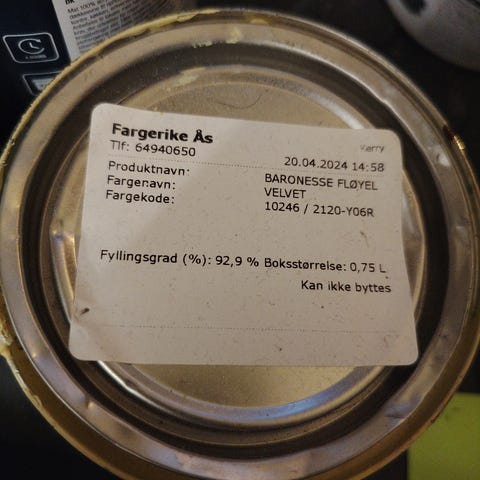 Fargerike Ås
Tlf: 64940650
Kerry
20.04.2024 14:58
Produktnavn: BARONESSE FLØYEL
Fargenavn: VELVET
Fargekode: 10246 / 2120-Y06R
Fyllingsgrad (%): 92,9 % Boksstørrelse: 0,75 L
Kan ikke byttes